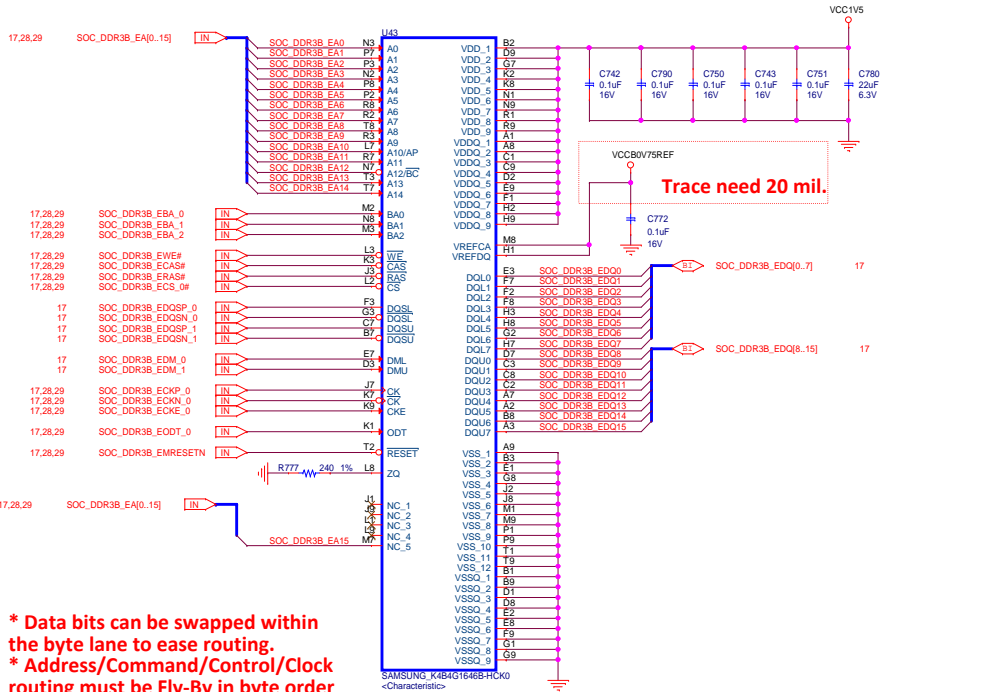 VCC1V5
U43
17,28,29 SOC_DDR3B_EA[0..15] IN
SOC_DDR3B_EA0 N3 A0 VDD_1 B2
SOC_DDR3B_EA1 P7 A1 VDD_2 D9
SOC_DDR3B_EA2 P3 A2 VDD_3 G7
SOC_DDR3B_EA3 N2 A3 VDD_4 K2
SOC_DDR3B_EA4 P8 A4 VDD_5 K8
SOC_DDR3B_EA5 P2 A5 VDD_6 N1
SOC_DDR3B_EA6 R8 A6 VDD_7 N9
SOC_DDR3B_EA7 R2 A7 VDD_8 R1
SOC_DDR3B_EA8 T8 A8 VDD_9 R9
SOC_DDR3B_EA9 R3 A9 VDDQ_1 A1
SOC_DDR3B_EA10 L7 A10/AP VDDQ_2 A8
SOC_DDR3B_EA11 R7 A11 VDDQ_3 C1
SOC_DDR3B_EA12 N7 A12/BC VDDQ_4 C9
SOC_DDR3B_EA13 T3 A13 VDDQ_5 D2
SOC_DDR3B_EA14 T7 A14 VDDQ_6 E9
VDDQ_7 F1
VDDQ_8 H2
VDDQ_9 H9
C742 C790 C750 C743 C751 C780
0.1uF 0.1uF 0.1uF 0.1uF 0.1uF 22uF
16V 16V 16V 16V 16V 6.3V
VCCB0V75REF
Trace need 20 mil.
C772
0.1uF
16V
17,28,29 SOC_DDR3B_EBA_0 IN M2 BA0
17,28,29 SOC_DDR3B_EBA_1 IN N8 BA1
17,28,29 SOC_DDR3B_EBA_2 IN M3 BA2
VREFCA M8
VREFDQ H1
17,28,29 SOC_DDR3B_EWE# IN L3 WE
17,28,29 SOC_DDR3B_ECAS# IN K3 CAS
17,28,29 SOC_DDR3B_ERAS# IN J3 RAS
17,28,29 SOC_DDR3B_ECS_0# IN L2 CS
17 SOC_DDR3B_EDQSP_0 IN F3 DQSL
17 SOC_DDR3B_EDQSN_0 IN G3 DQSL
17 SOC_DDR3B_EDQSP_1 IN C7 DQSU
17 SOC_DDR3B_EDQSN_1 IN B7 DQSU
17 SOC_DDR3B_EDM_0 IN E7 DML
17 SOC_DDR3B_EDM_1 IN D3 DMU
17,28,29 SOC_DDR3B_ECKP_0 IN J7 CK
17,28,29 SOC_DDR3B_ECKN_0 IN K7 CK
17,28,29 SOC_DDR3B_ECKE_0 IN K9 CKE
17,28,29 SOC_DDR3B_EODT_0 IN K1 ODT
17,28,29 SOC_DDR3B_EMRESETN IN T2 RESET
R777 240 1% L8 ZQ
DQL0 E3 SOC_DDR3B_EDQ0
DQL1 F7 SOC_DDR3B_EDQ1
DQL2 F2 SOC_DDR3B_EDQ2
DQL3 F8 SOC_DDR3B_EDQ3
DQL4 H3 SOC_DDR3B_EDQ4
DQL5 H8 SOC_DDR3B_EDQ5
DQL6 G2 SOC_DDR3B_EDQ6
DQL7 H7 SOC_DDR3B_EDQ7
DQU0 D7 SOC_DDR3B_EDQ8
DQU1 C3 SOC_DDR3B_EDQ9
DQU2 C8 SOC_DDR3B_EDQ10
DQU3 C2 SOC_DDR3B_EDQ11
DQU4 A7 SOC_DDR3B_EDQ12
DQU5 A2 SOC_DDR3B_EDQ13
DQU6 B8 SOC_DDR3B_EDQ14
DQU7 A3 SOC_DDR3B_EDQ15
BI SOC_DDR3B_EDQ[0..7] 17
BI SOC_DDR3B_EDQ[8..15] 17
VSS_1 A9
VSS_2 B3
VSS_3 E1
VSS_4 G8
VSS_5 J2
VSS_6 J8
VSS_7 M1
VSS_8 M9
VSS_9 P1
VSS_10 P9
VSS_11 T1
VSS_12 T9
VSSQ_1 B1
VSSQ_2 B9
VSSQ_3 D1
VSSQ_4 D8
VSSQ_5 E2
VSSQ_6 E8
VSSQ_7 F9
VSSQ_8 G1
VSSQ_9 G9
17,28,29 SOC_DDR3B_EA[0..15] IN
J1 NC_1
J9 NC_2
L1 NC_3
L9 NC_4
SOC_DDR3B_EA15 M7 NC_5
SAMSUNG_K4B4G1646B-HCK0
<Characteristic>
* Data bits can be swapped within
the byte lane to ease routing.
* Address/Command/Control/Clock
routing must be Fly-By in byte order